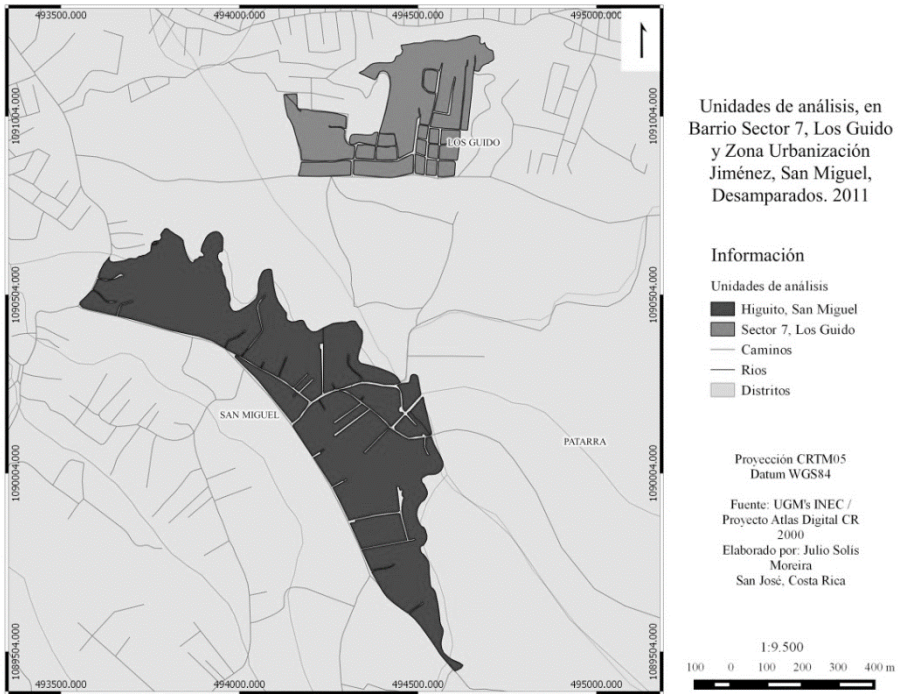 493500.000 494000.000 494500.000 495000.000
1091004.000 1091004.000
LOS GUIDO
1090504.000 1090504.000
SAN MIGUEL
PATARRA
1090004.000 1090004.000
1089504.000 1089504.000
493500.000 494000.000 494500.000 495000.000
Unidades de análisis, en
Barrio Sector 7, Los Guido
y Zona Urbanización
Jiménez, San Miguel,
Desamparados. 2011
Información
Unidades de análisis
Higuito, San Miguel
Sector 7, Los Guido
Caminos
Rios
Distritos
Proyección CRTM05
Datum WGS84
Fuente: UGM's INEC /
Proyecto Atlas Digital CR
2000
Elaborado por: Julio Solis
Moreira
San José, Costa Rica
1:9.500
100 0 100 200 300 400 m